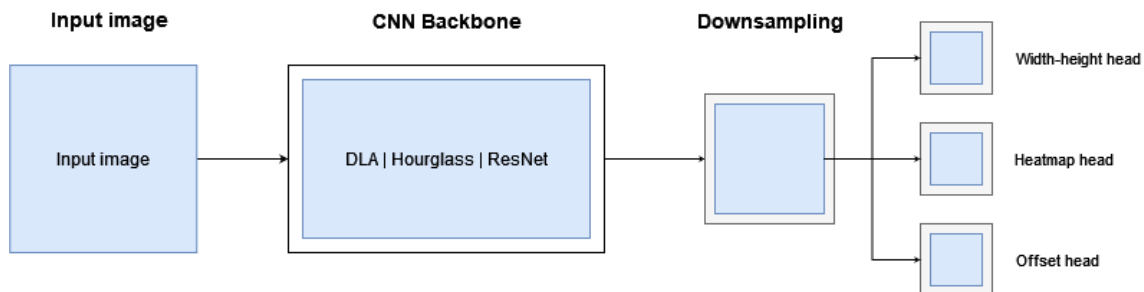 Input image
CNN Backbone
Downsampling
Input image
DLA | Hourglass | ResNet
Width-height head
Heatmap head
Offset head